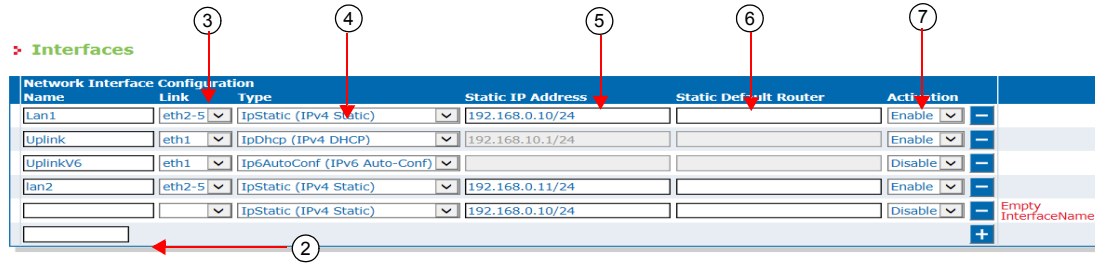 3 4 5 6 7
Interfaces
Network Interface Configuration
Name Link Type Static IP Address Static Default Router Activation
Lan1 eth2-5 IpStatic (IPv4 Static) 192.168.0.10/24 Enable −
Uplink eth1 IpDhcp (IPv4 DHCP) 192.168.10.1/24 Enable −
UplinkV6 eth1 Ip6AutoConf (IPv6 Auto-Conf) Disable −
lan2 eth2-5 IpStatic (IPv4 Static) 192.168.0.11/24 Enable −
IpStatic (IPv4 Static) 192.168.0.10/24 Disable − Empty
InterfaceName
+
2